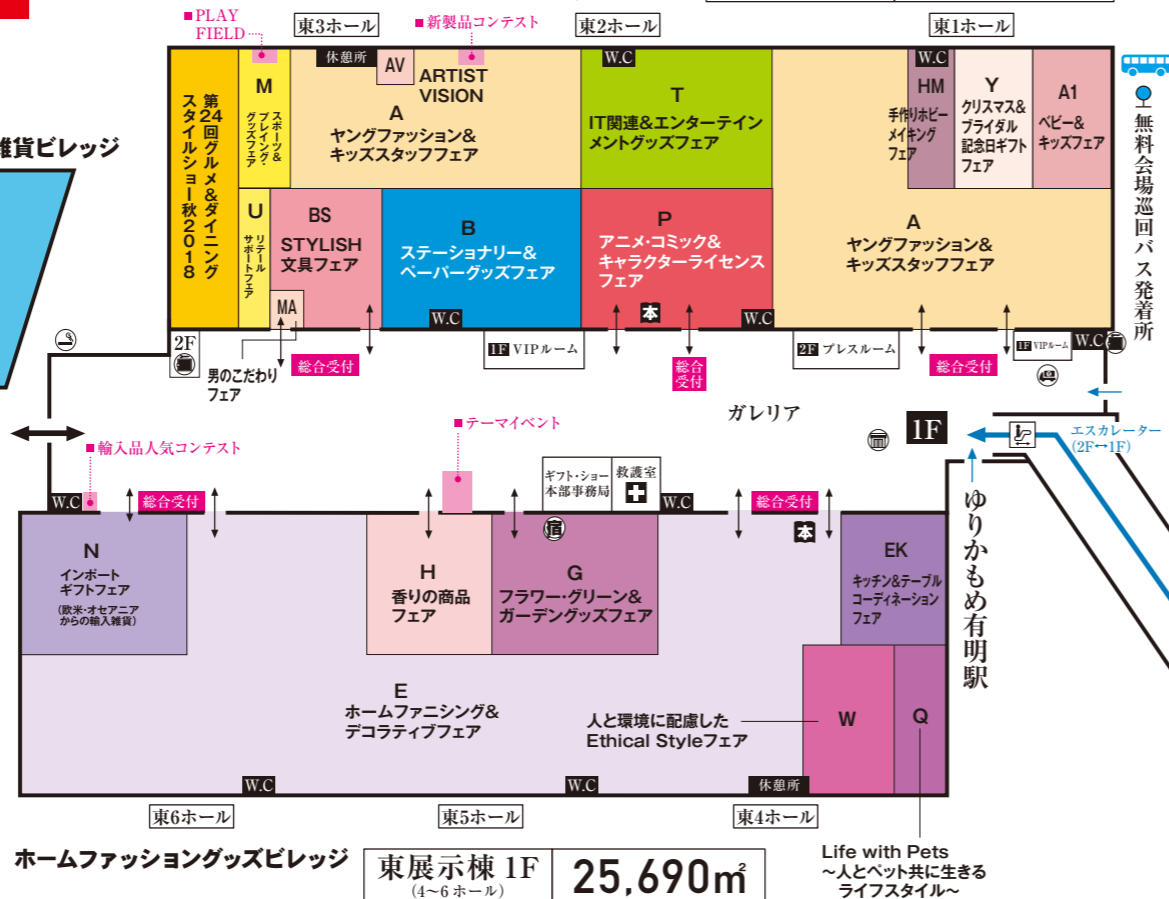 ■PLAY
FIELD
東3ホール
■新製品コンテスト
東2ホール
東1ホール
第24回グルメ&ダイニング
スタイルショー秋2018
M
スポーツ&
プレイング・
グッズフェア
休憩所
AV
ARTIST
VISION
A
ヤングファッション&
キッズスタッフフェア
W.C
T
IT関連&エンターテイン
メントグッズフェア
W.C
HM
手作りホビー
メイキング
フェア
Y
クリスマス&
ブライダル
記念日ギフト
フェア
A1
ベビー&
キッズフェア
無料会場巡回バス発着所
雑貨ビレッジ
U
リテール
サポートフェア
BS
STYLISH
文具フェア
MA
B
ステーショナリー&
ペーパーグッズフェア
W.C
P
アニメ・コミック&
キャラクターライセンス
フェア
本
W.C
A
ヤングファッション&
キッズスタッフフェア
2F
男のこだわり
フェア
総合受付
1F VIPルーム
総合
受付
2F プレスルーム
総合受付
1F VIPルーム
W.C
ガレリア
1F
エスカレーター
(2F↔1F)
ゆりかもめ有明駅
■輸入品人気コンテスト
■テーマイベント
W.C
総合受付
ギフト・ショー
本部事務局
救護室
宿
W.C
総合受付
本
N
インポート
ギフトフェア
(欧米・オセアニア
からの輸入雑貨)
H
香りの商品
フェア
G
フラワー・グリーン&
ガーデングッズフェア
EK
キッチン&テーブル
コーディネーション
フェア
E
ホームファニシング&
デコラティブフェア
人と環境に配慮した
Ethical Styleフェア
W
Q
W.C
W.C
休憩所
東6ホール
東5ホール
東4ホール
ホームファッショングッズビレッジ
東展示棟 1F
(4~6ホール)
25,690㎡
Life with Pets
~人とペット共に生きる
ライフスタイル~